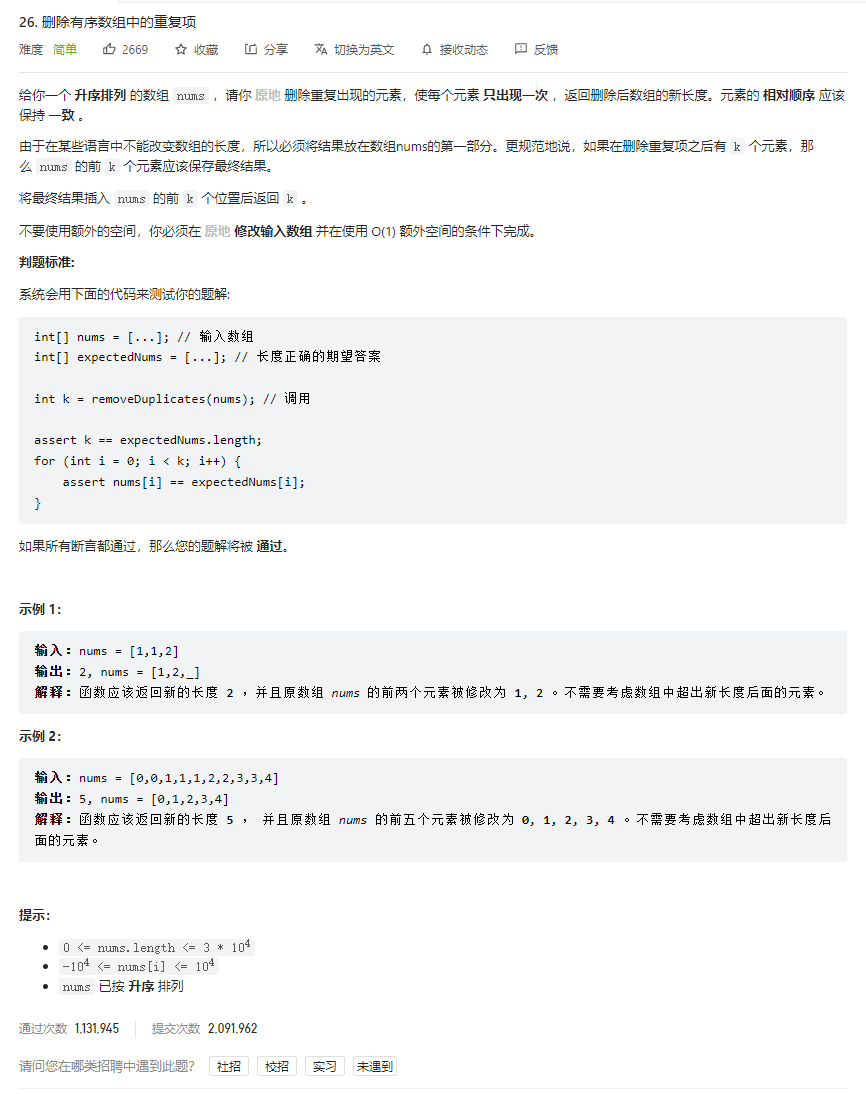 26. 删除有序数组中的重复项
难度 简单 2669 收藏 分享 切换为英文 接收动态 反馈
给你一个 升序排列 的数组 nums ，请你 原地 删除重复出现的元素，使每个元素 只出现一次 ，返回删除后数组的新长度。元素的 相对顺序 应该
保持 一致 。
由于在某些语言中不能改变数组的长度，所以必须将结果放在数组nums的第一部分。更规范地说，如果在删除重复项之后有 k 个元素，那
么 nums 的前 k 个元素应该保存最终结果。
将最终结果插入 nums 的前 k 个位置后返回 k 。
不要使用额外的空间，你必须在 原地 修改输入数组 并在使用 O(1) 额外空间的条件下完成。
判题标准:
系统会用下面的代码来测试你的题解:
int[] nums = [...]; // 输入数组
int[] expectedNums = [...]; // 长度正确的期望答案
int k = removeDuplicates(nums); // 调用
assert k == expectedNums.length;
for (int i = 0; i < k; i++) {
    assert nums[i] == expectedNums[i];
}
如果所有断言都通过，那么您的题解将被 通过。
示例 1：
输入：nums = [1,1,2]
输出：2, nums = [1,2,_]
解释：函数应该返回新的长度 2 ，并且原数组 nums 的前两个元素被修改为 1, 2 。不需要考虑数组中超出新长度后面的元素。
示例 2：
输入：nums = [0,0,1,1,1,2,2,3,3,4]
输出：5, nums = [0,1,2,3,4]
解释：函数应该返回新的长度 5 ， 并且原数组 nums 的前五个元素被修改为 0, 1, 2, 3, 4 。不需要考虑数组中超出新长度后
面的元素。
提示：
0 <= nums.length <= 3 * 10⁴
-10⁴ <= nums[i] <= 10⁴
nums 已按 升序 排列
通过次数 1,131,945 提交次数 2,091,962
请问您在哪类招聘中遇到此题？ 社招 校招 实习 未遇到